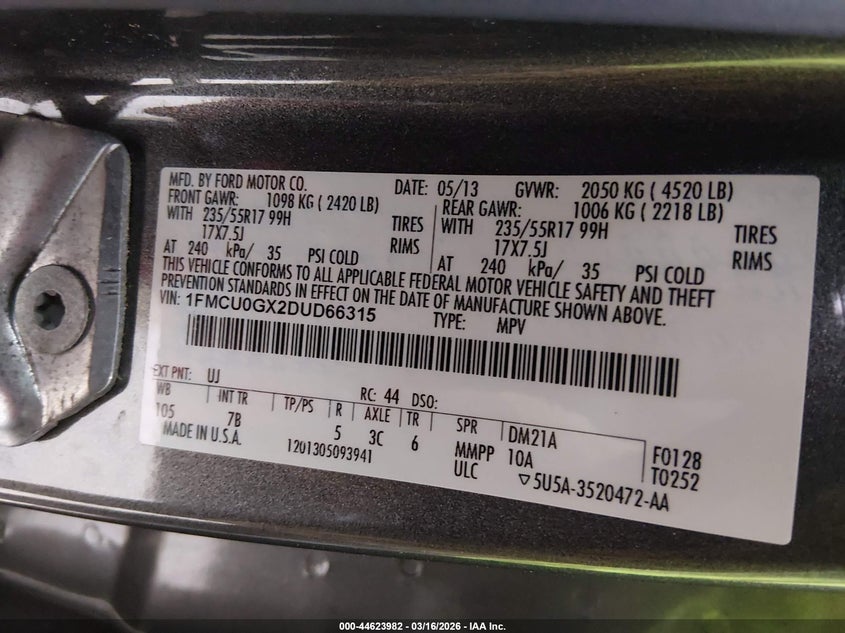 MFD. BY FORD MOTOR CO. DATE: 05/13 GVWR: 2050 KG ( 4520 LB)
FRONT GAWR: 1098 KG ( 2420 LB) REAR GAWR: 1006 KG ( 2218 LB)
WITH 235/55R17 99H TIRES WITH 235/55R17 99H TIRES
17X7.5J RIMS 17X7.5J RIMS
AT 240 kPa/ 35 PSI COLD AT 240 kPa/ 35 PSI COLD
THIS VEHICLE CONFORMS TO ALL APPLICABLE FEDERAL MOTOR VEHICLE SAFETY AND THEFT
PREVENTION STANDARDS IN EFFECT ON THE DATE OF MANUFACTURE SHOWN ABOVE.
VIN: 1FMCU0GX2DUD66315 TYPE: MPV
EXT PNT: UJ RC: 44 DSO:
WB INT TR TP/PS R AXLE TR SPR DM21A F0128
105 7B 5 3C 6 MMPP 10A T0252
MADE IN U.S.A. 1201305093941 ULC ▽5U5A-3520472-AA
000-44623982 - 03/16/2026 - IAA Inc.